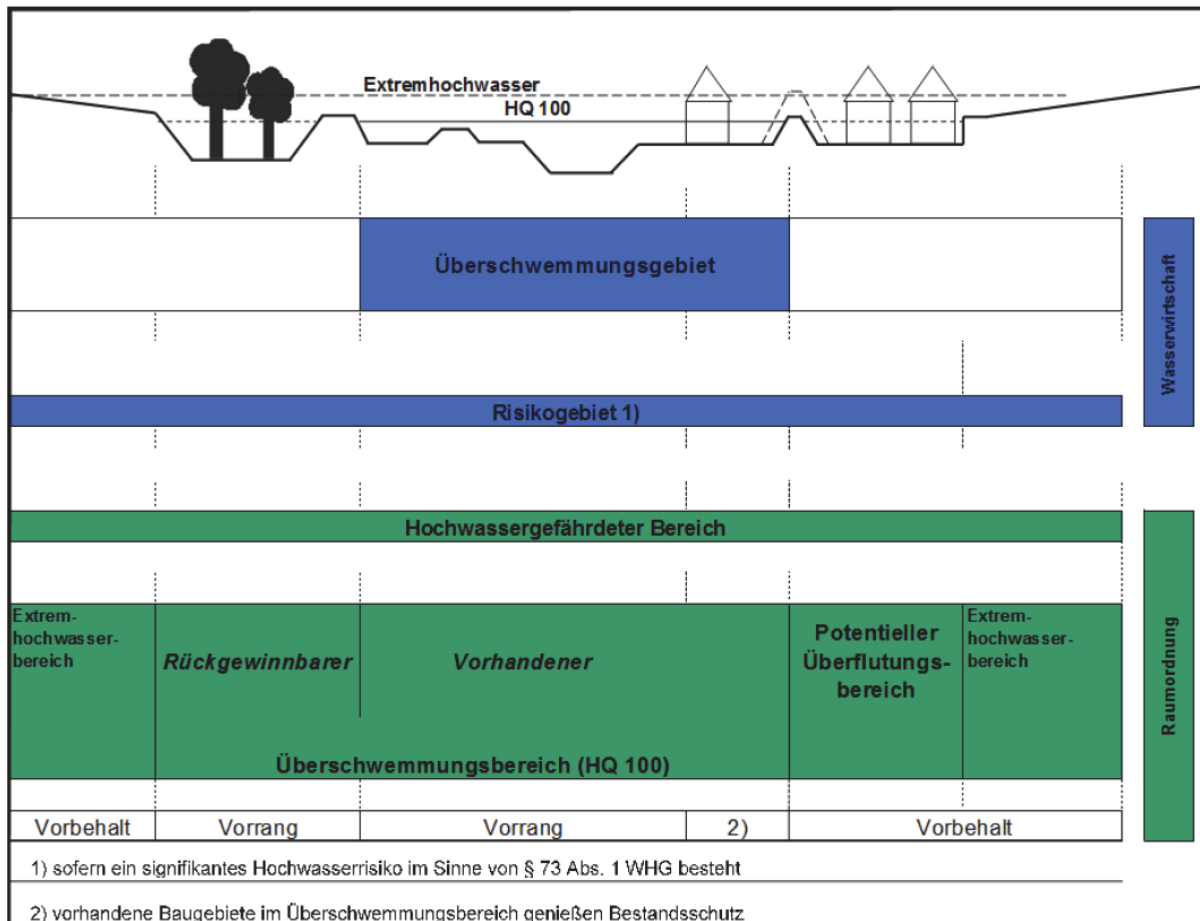 Extremhochwasser
HQ 100
Überschwemmungsgebiet
Wasserwirtschaft
Risikogebiet 1)
Hochwassergefährdeter Bereich
Extrem-
hochwasser-
bereich
Rückgewinnbarer
Vorhandener
Potentieller
Überflutungs-
bereich
Extrem-
hochwasser-
bereich
Raumordnung
Überschwemmungsbereich (HQ 100)
Vorbehalt
Vorrang
Vorrang
2)
Vorbehalt
1) sofern ein signifikantes Hochwasserrisiko im Sinne von § 73 Abs. 1 WHG besteht
2) vorhandene Baugebiete im Überschwemmungsbereich genießen Bestandsschutz